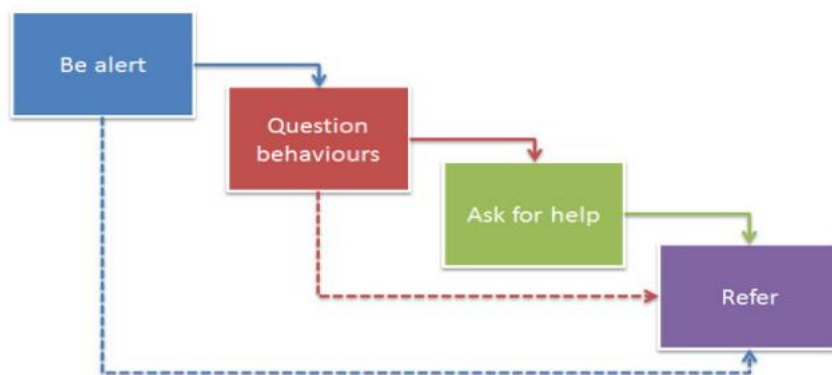 Be alert
Question
behaviours
Ask for help
Refer